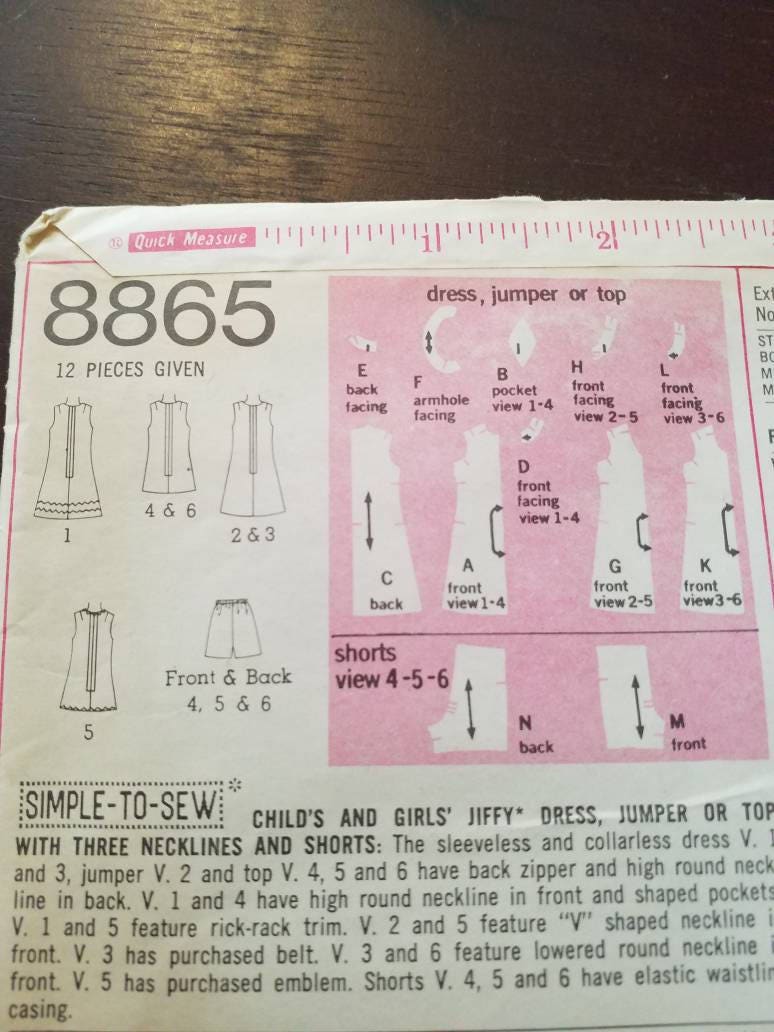 Quick Measure
1 2
8865
12 PIECES GIVEN
1
4 & 6
2 & 3
5
Front & Back
4, 5 & 6
dress, jumper or top
E
back
facing
F
armhole
facing
B
pocket
view 1-4
H
front
facing
view 2-5
L
front
facing
view 3-6
D
front
facing
view 1-4
C
back
A
front
view 1-4
G
front
view 2-5
K
front
view 3-6
shorts
view 4-5-6
N
back
M
front
Ext
No
ST
BO
M
M
SIMPLE-TO-SEW* CHILD'S AND GIRLS' JIFFY* DRESS, JUMPER OR TOP
WITH THREE NECKLINES AND SHORTS: The sleeveless and collarless dress V. 1
and 3, jumper V. 2 and top V. 4, 5 and 6 have back zipper and high round neck
line in back. V. 1 and 4 have high round neckline in front and shaped pockets
V. 1 and 5 feature rick-rack trim. V. 2 and 5 feature "V" shaped neckline i
front. V. 3 has purchased belt. V. 3 and 6 feature lowered round neckline i
front. V. 5 has purchased emblem. Shorts V. 4, 5 and 6 have elastic waistlin
casing.